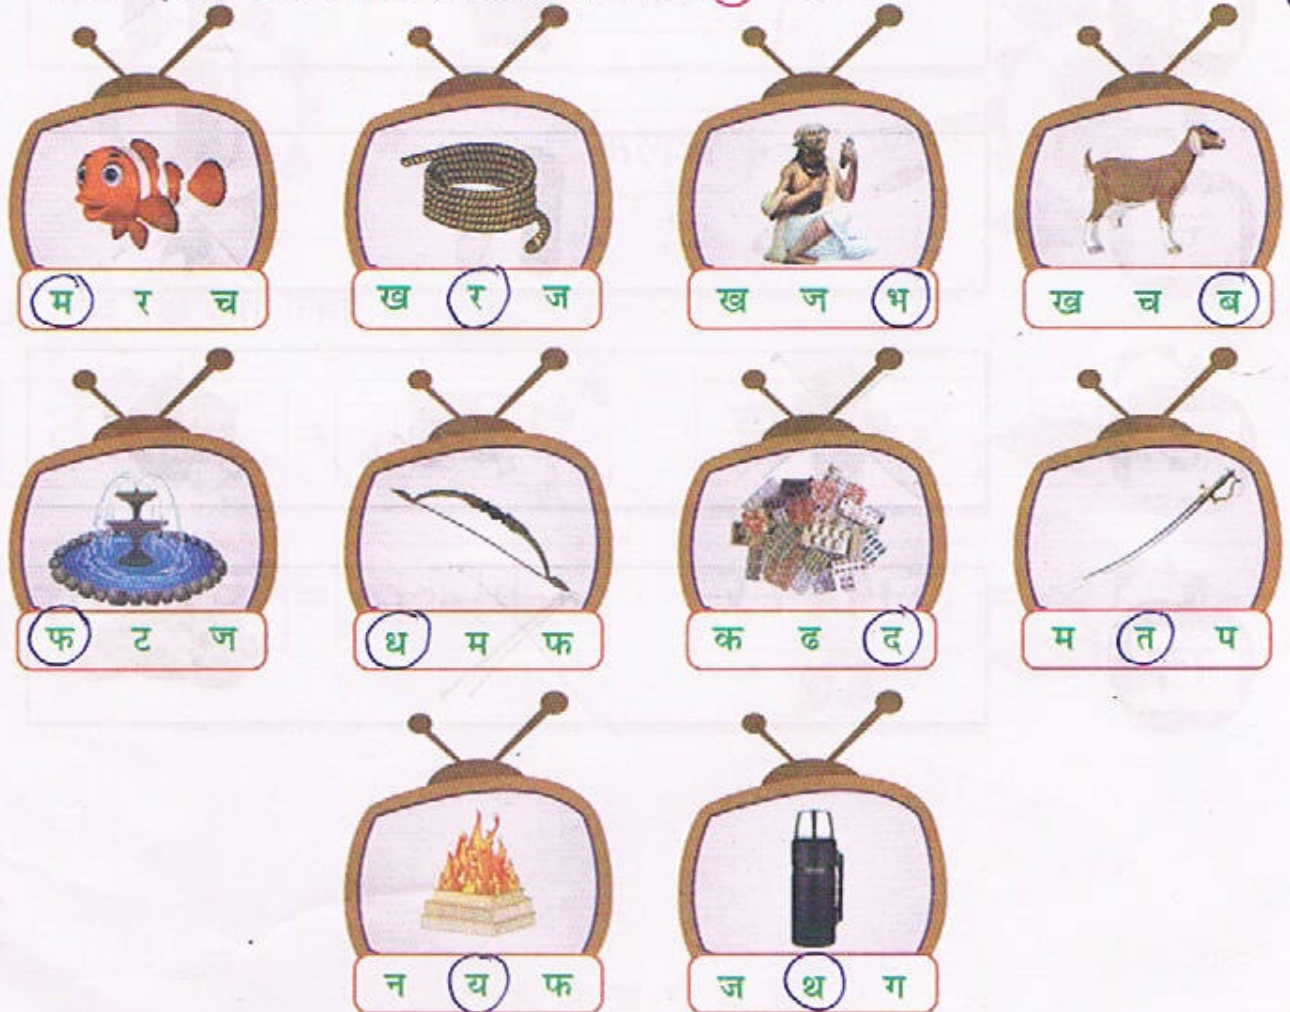 म र च
ख र ज
ख ज भ
ख च ब
फ ट ज
ध म फ
क ढ द
म त प
न य फ
ज थ ग